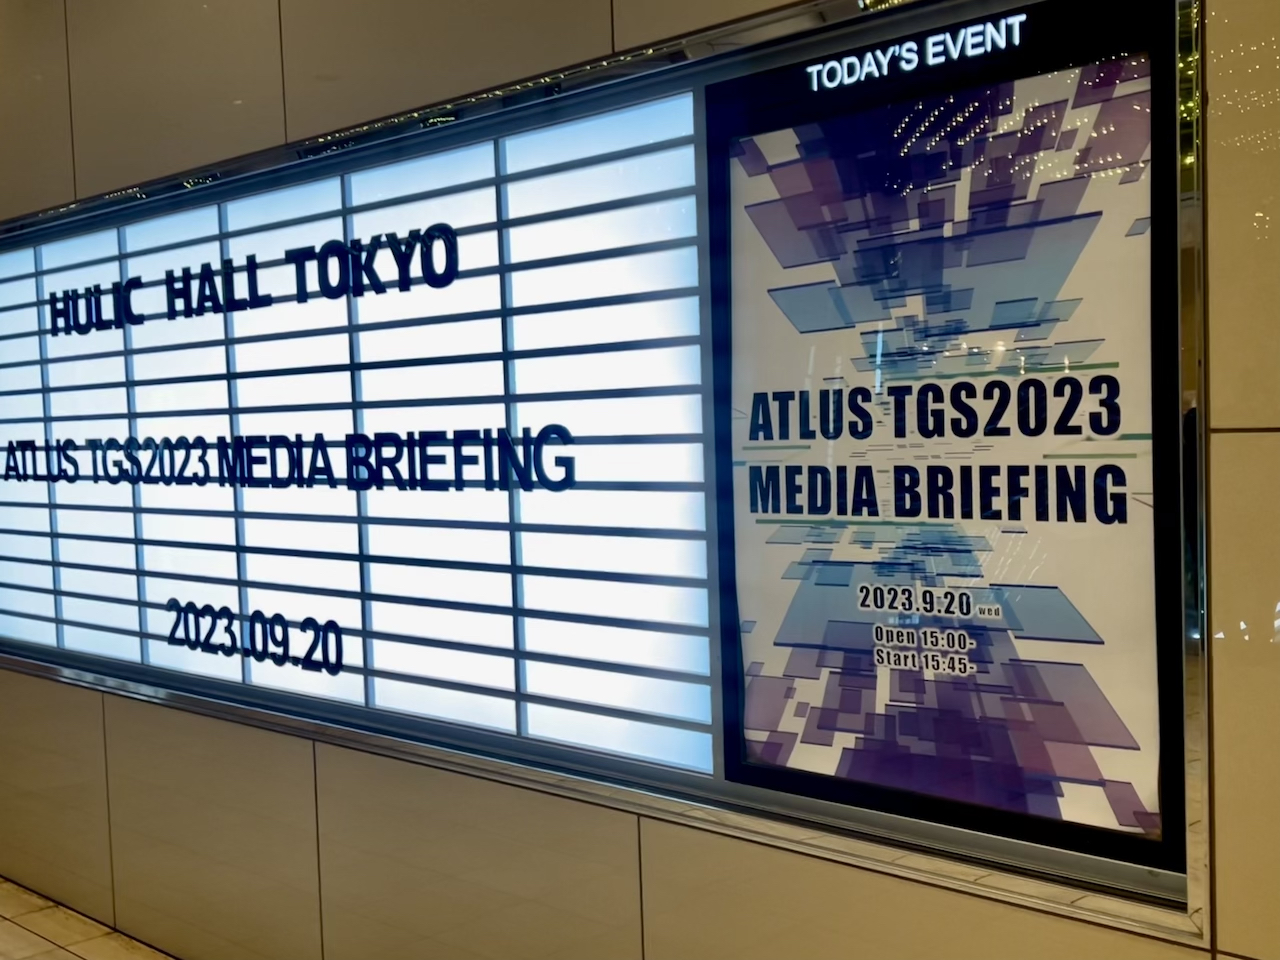 HULIC HALL TOKYO
ATLUS TGS2023 MEDIA BRIEFING
2023.09.20
TODAY'S EVENT
ATLUS TGS2023
MEDIA BRIEFING
2023.9.20 wed
Open 15:00-
Start 15:45-